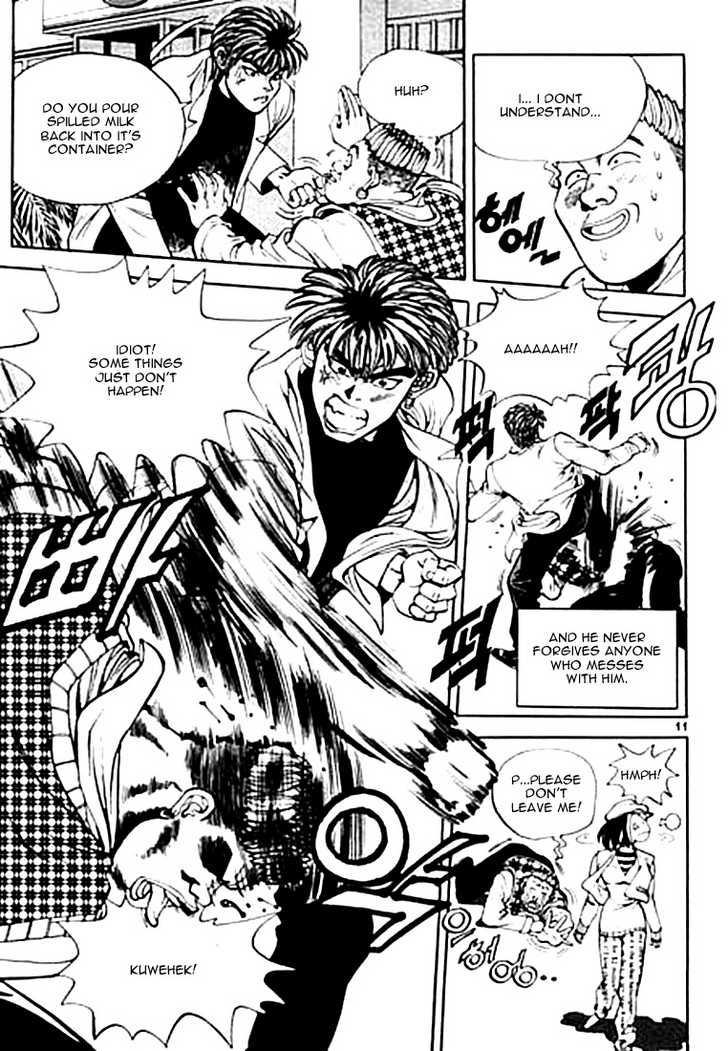 DO YOU POUR
SPILLED MILK
BACK INTO IT'S
CONTAINER?
HUH?
I... I DONT
UNDERSTAND...
헤
에
IDIOT!
SOME THINGS
JUST DON'T
HAPPEN!
빠
악
KUWEHEK!
AAAAAAH!!
쾅
퍽
퍽
퍽
AND HE NEVER
FORGIVES ANYONE
WHO MESSES
WITH HIM.
11
P...PLEASE
DON'T
LEAVE ME!
HMPH!